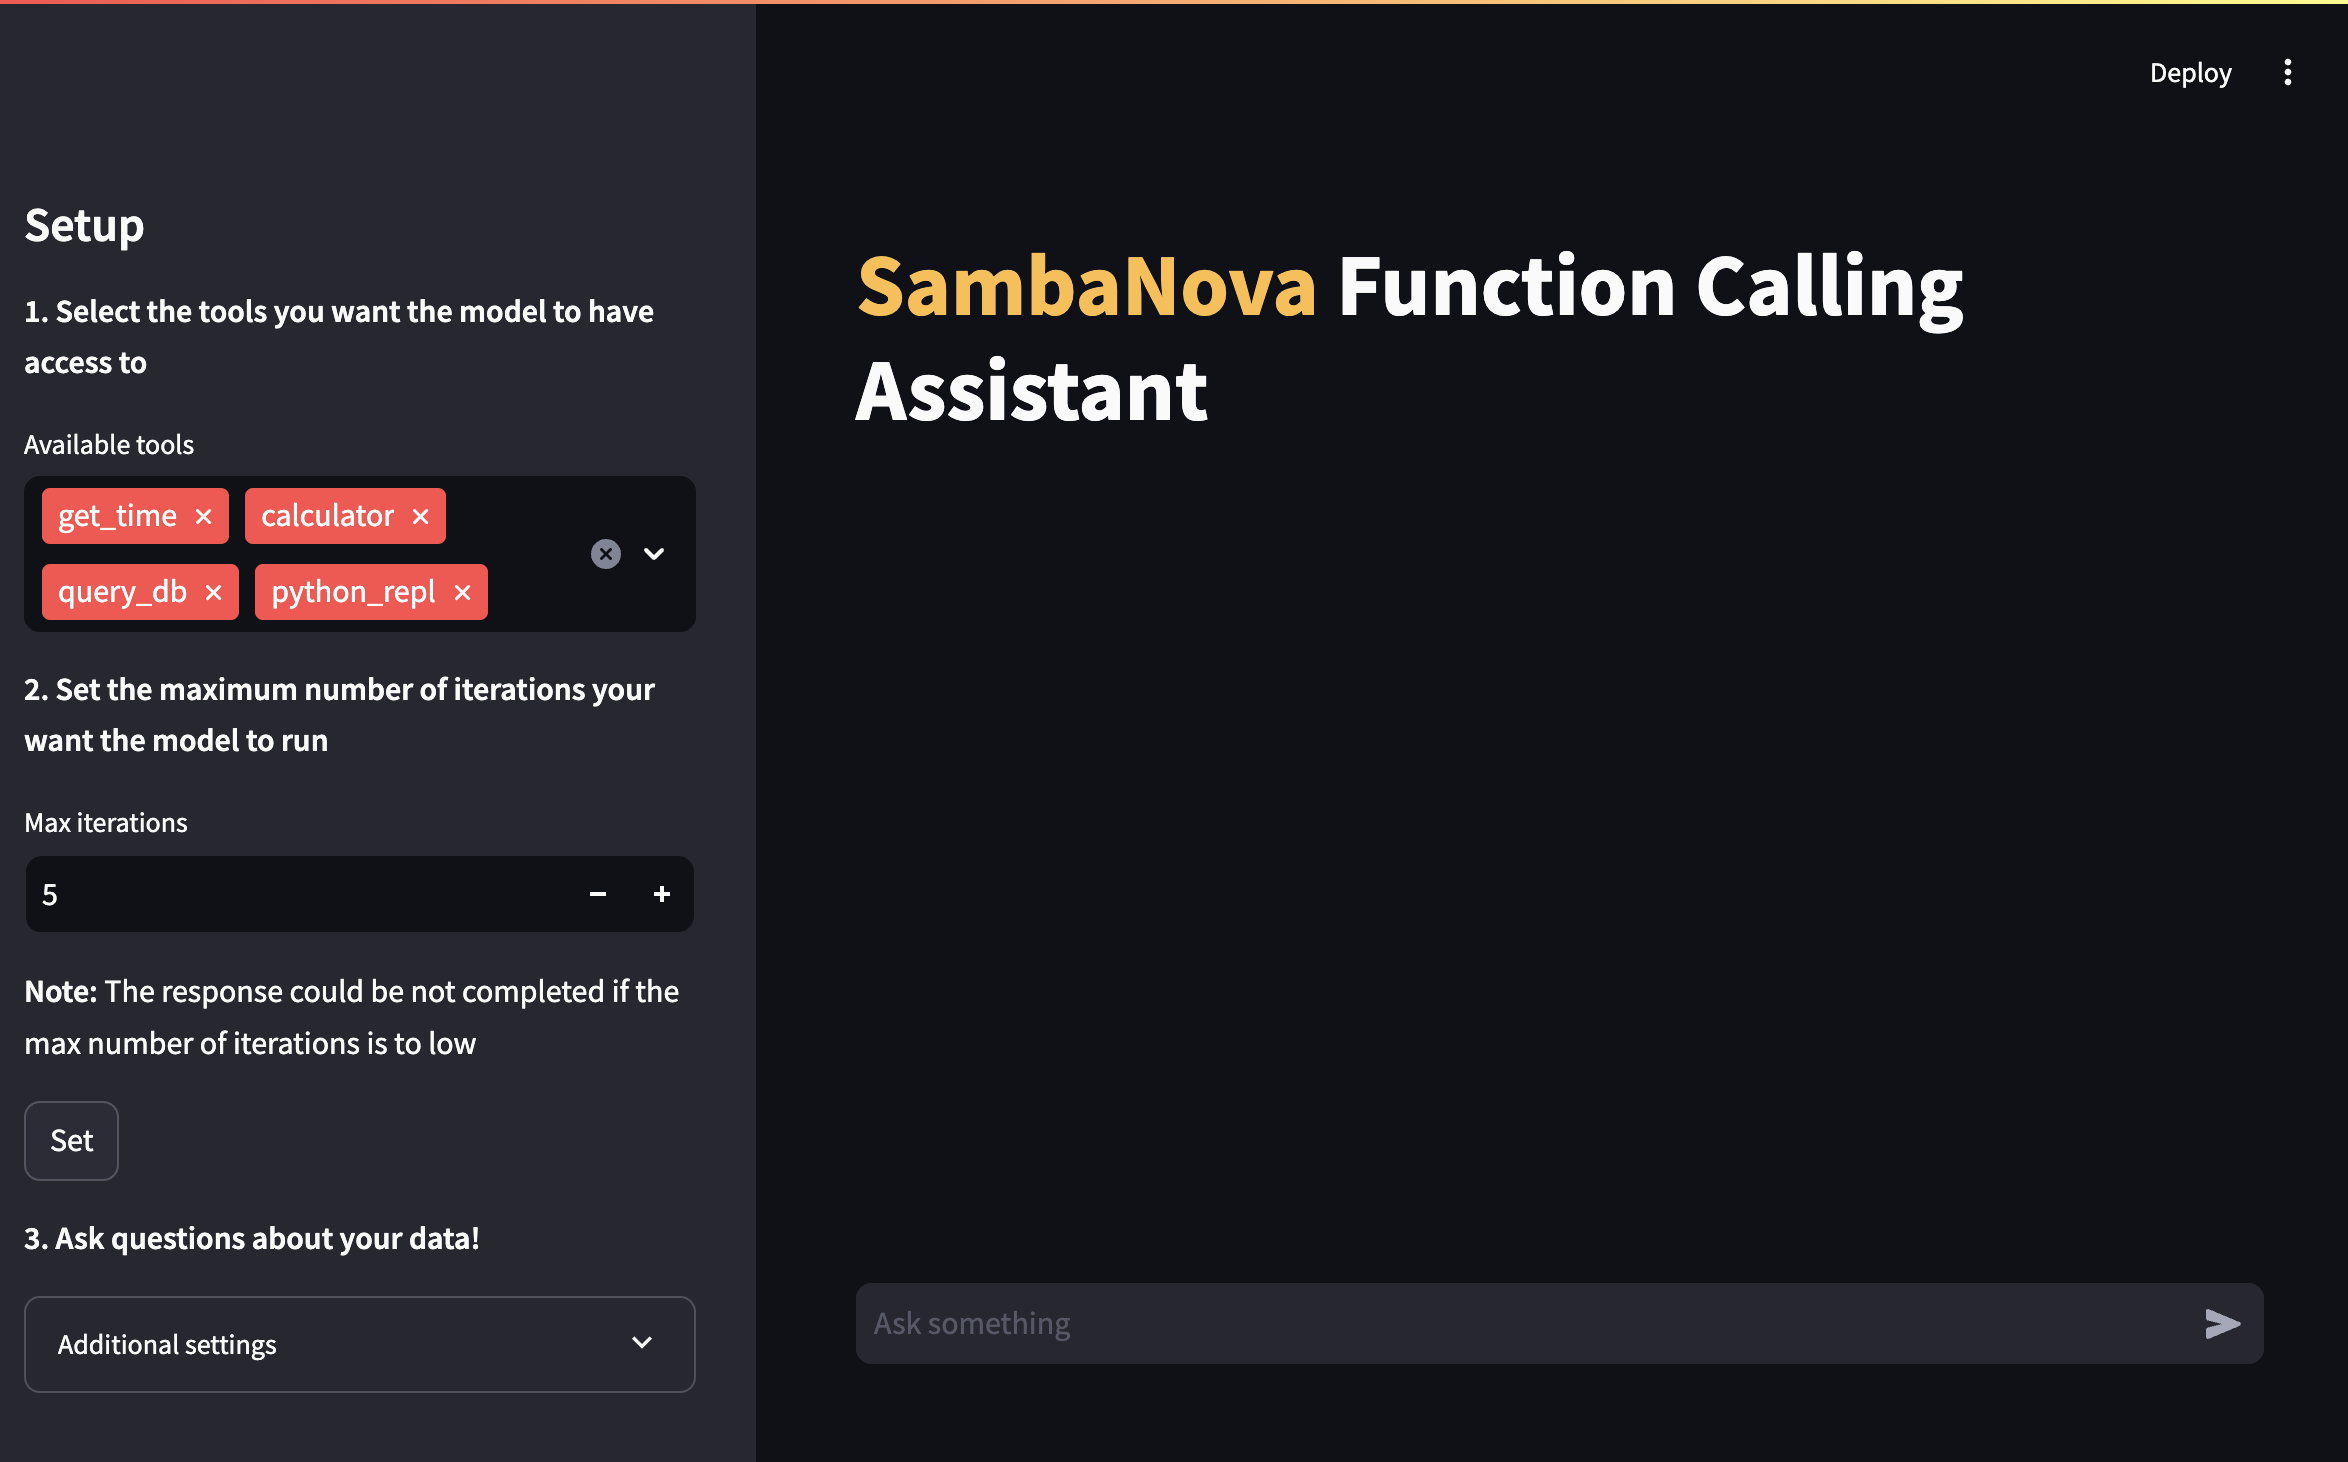 Deploy
Setup
1. Select the tools you want the model to have
access to
Available tools
get_time
calculator
query_db
python_repl
2. Set the maximum number of iterations your
want the model to run
Max iterations
5
Note: The response could be not completed if the
max number of iterations is to low
Set
3. Ask questions about your data!
Additional settings
SambaNova Function Calling
Assistant
Ask something